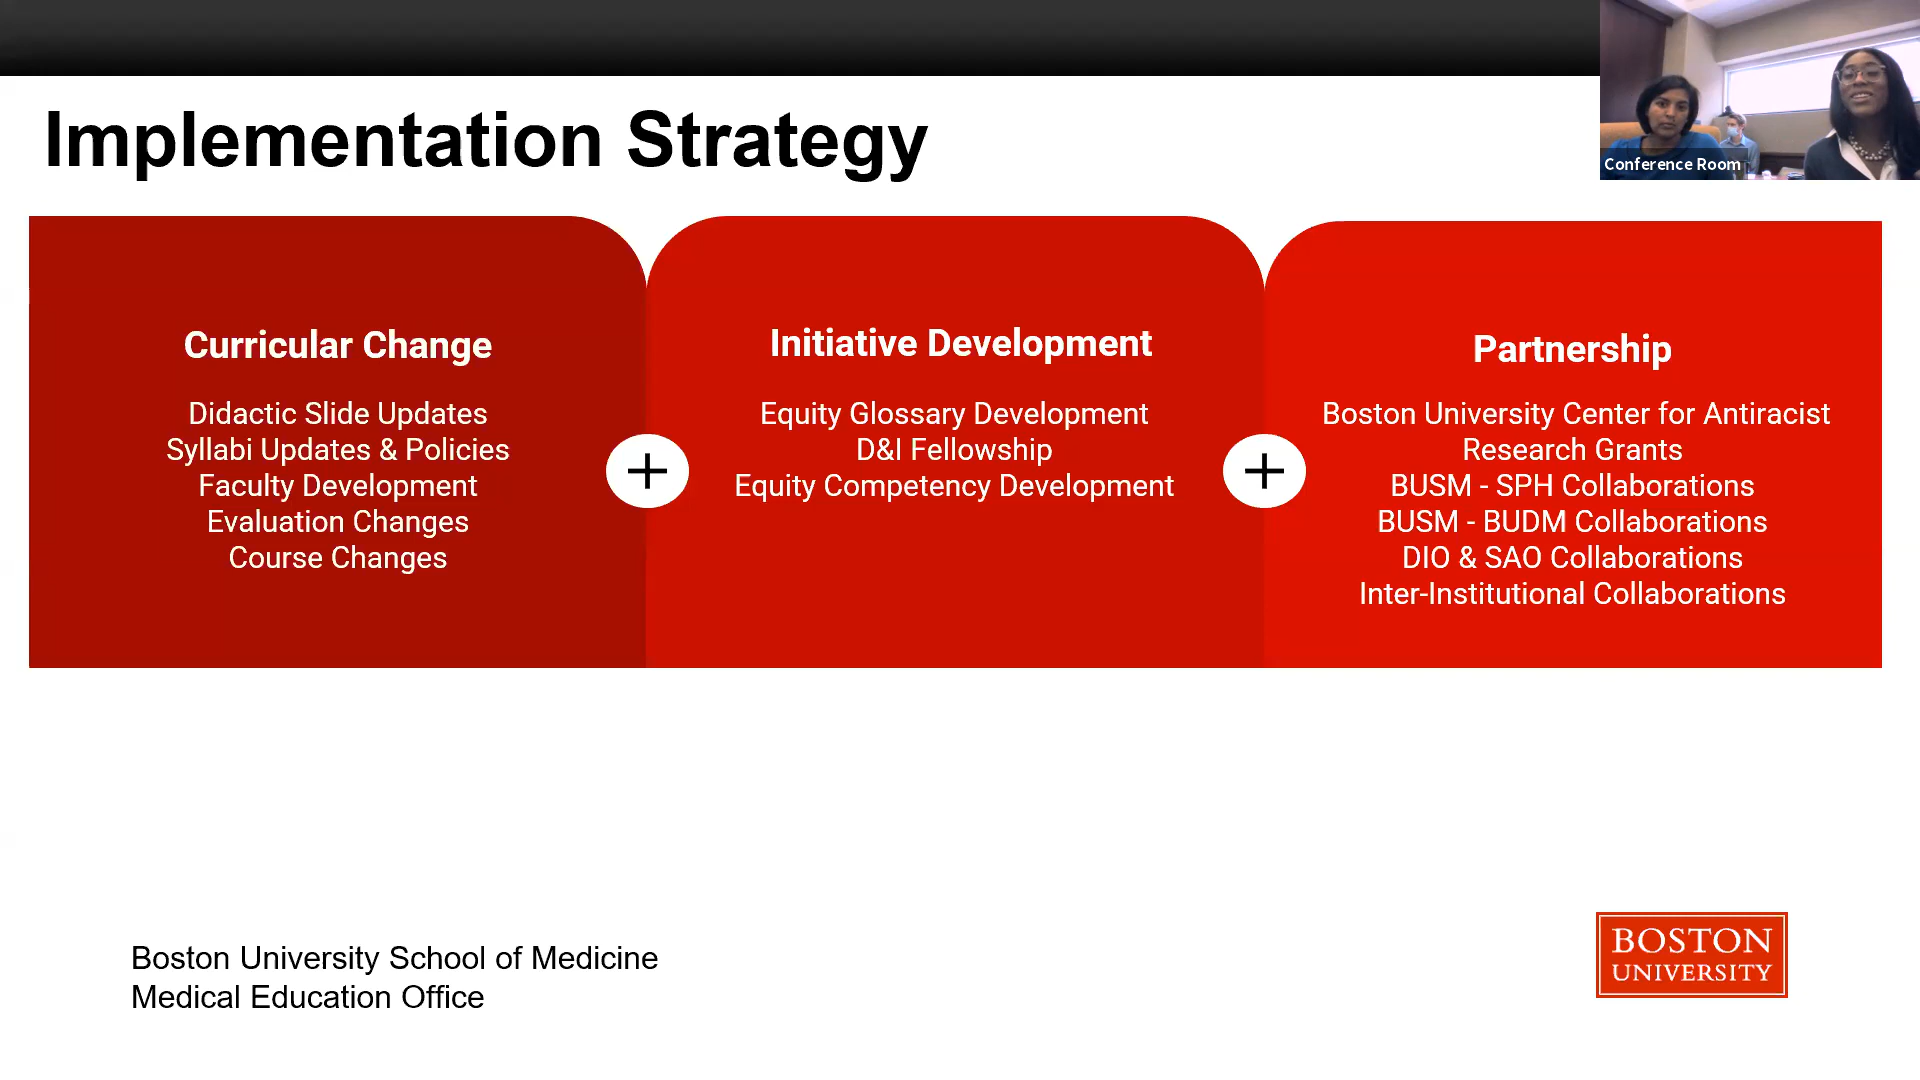 Implementation Strategy
Conference Room
Curricular Change
Didactic Slide Updates
Syllabi Updates & Policies
Faculty Development
Evaluation Changes
Course Changes
+
Initiative Development
Equity Glossary Development
D&I Fellowship
Equity Competency Development
+
Partnership
Boston University Center for Antiracist
Research Grants
BUSM - SPH Collaborations
BUSM - BUDM Collaborations
DIO & SAO Collaborations
Inter-Institutional Collaborations
Boston University School of Medicine
Medical Education Office
BOSTON
UNIVERSITY